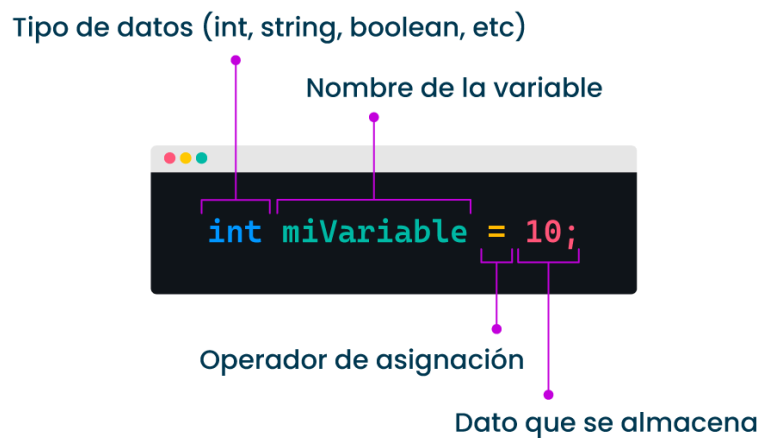 Tipo de datos (int, string, boolean, etc)
Nombre de la variable
int miVariable = 10;
Operador de asignación
Dato que se almacena